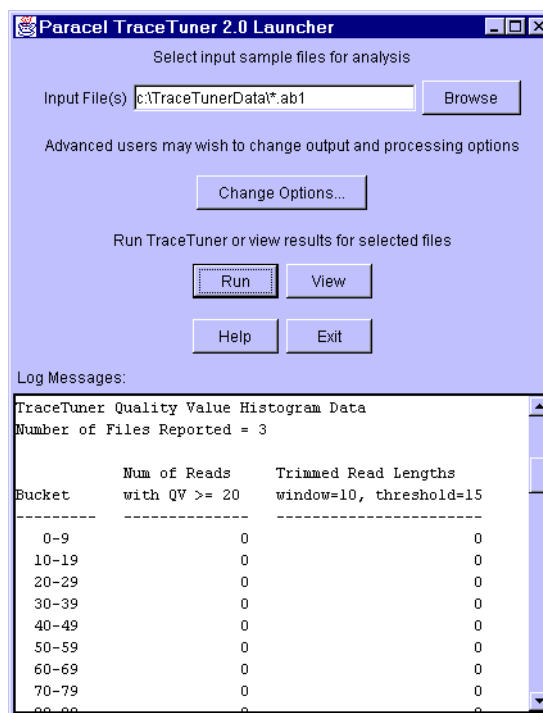 Paracel TraceTuner 2.0 Launcher
Select input sample files for analysis
Input File(s) c:\TraceTunerData\*.ab1 Browse
Advanced users may wish to change output and processing options
Change Options...
Run TraceTuner or view results for selected files
Run View
Help Exit
Log Messages:
TraceTuner Quality Value Histogram Data
Number of Files Reported = 3
Num of Reads Trimmed Read Lengths
Bucket with QV >= 20 window=10, threshold=15
--------- -------------- -----------------------
0-9 0 0
10-19 0 0
20-29 0 0
30-39 0 0
40-49 0 0
50-59 0 0
60-69 0 0
70-79 0 0